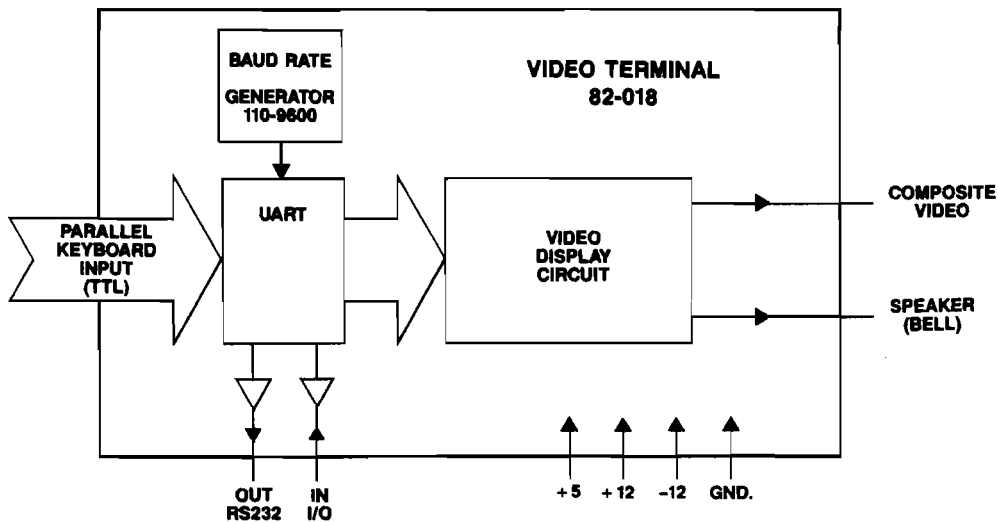 BAUD RATE
GENERATOR
110-9600
VIDEO TERMINAL
82-018
PARALLEL
KEYBOARD
INPUT
(TTL)
UART
VIDEO
DISPLAY
CIRCUIT
COMPOSITE
VIDEO
SPEAKER
(BELL)
OUT
RS232
IN
I/O
+5
+12
-12
GND.